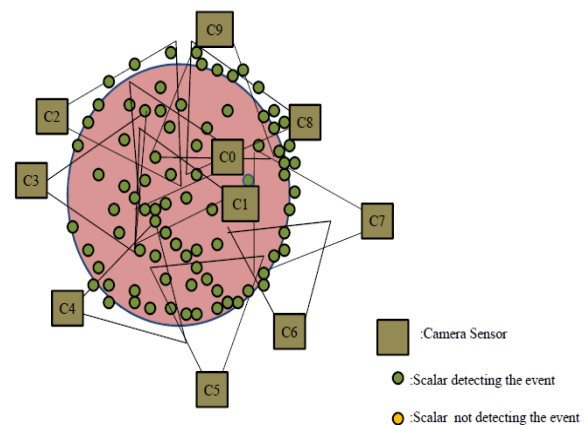 C9
C2
C8
C0
C3
C1
C7
C4
C6
C5
:Camera Sensor
:Scalar detecting the event
:Scalar not detecting the event